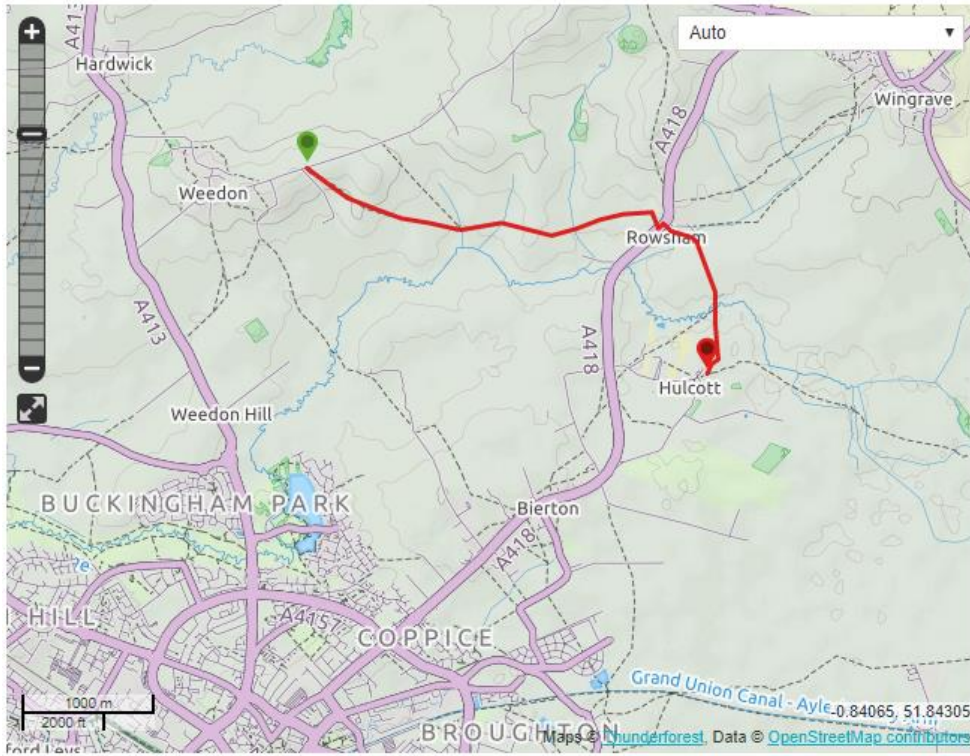 Auto
A413
Hardwick
Wingrave
A418
Weedon
Rowsham
A413
A418
Hulcott
Weedon Hill
BUCKINGHAM PARK
Bierton
A418
HILL
A4157
COPPICE
1000 m
2000 ft
Grand Union Canal - Ayle
-0.84065, 51.84305
BROUGHTON
Maps © Thunderforest, Data © OpenStreetMap contributors